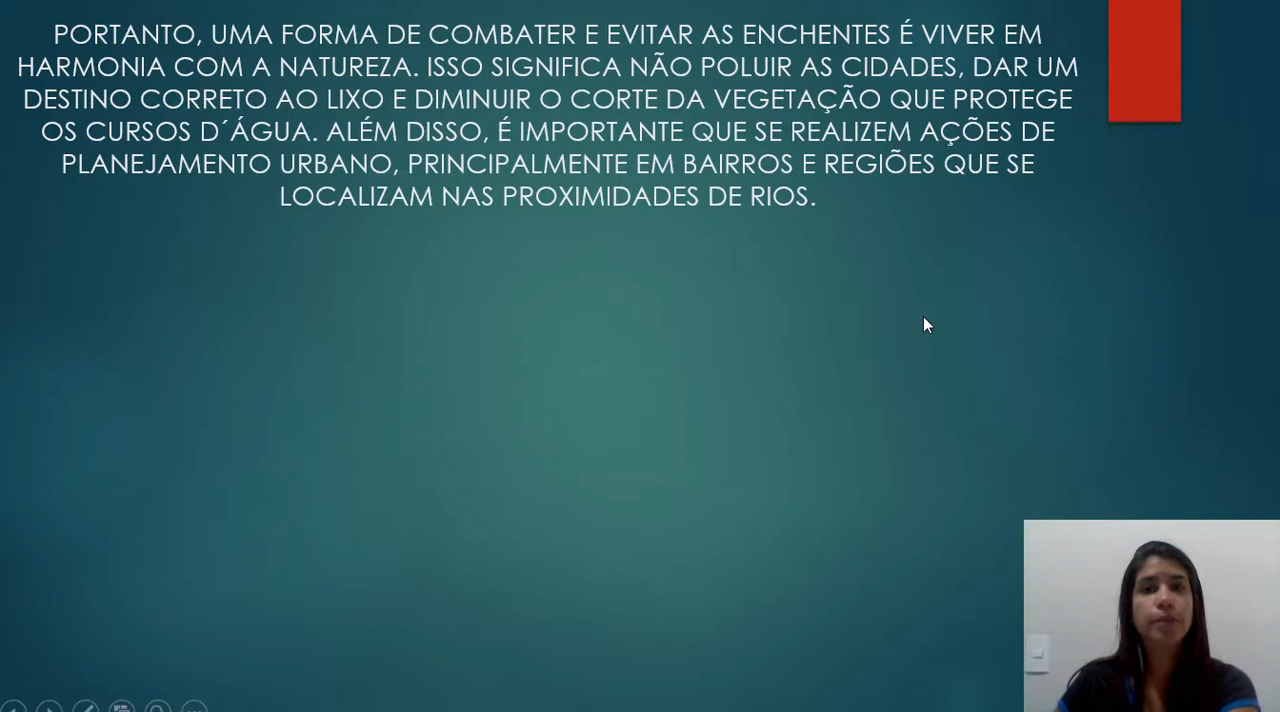 PORTANTO, UMA FORMA DE COMBATER E EVITAR AS ENCHENTES É VIVER EM
HARMONIA COM A NATUREZA. ISSO SIGNIFICA NÃO POLUIR AS CIDADES, DAR UM
DESTINO CORRETO AO LIXO E DIMINUIR O CORTE DA VEGETAÇÃO QUE PROTEGE
OS CURSOS D´ÁGUA. ALÉM DISSO, É IMPORTANTE QUE SE REALIZEM AÇÕES DE
PLANEJAMENTO URBANO, PRINCIPALMENTE EM BAIRROS E REGIÕES QUE SE
LOCALIZAM NAS PROXIMIDADES DE RIOS.